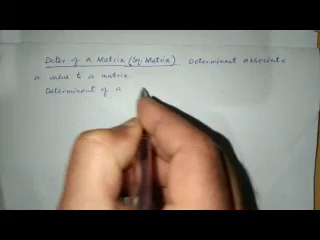 Deter of a Matrix (Sq. Matrix). Determinant associate
a value to a matrix.
Determinant of a